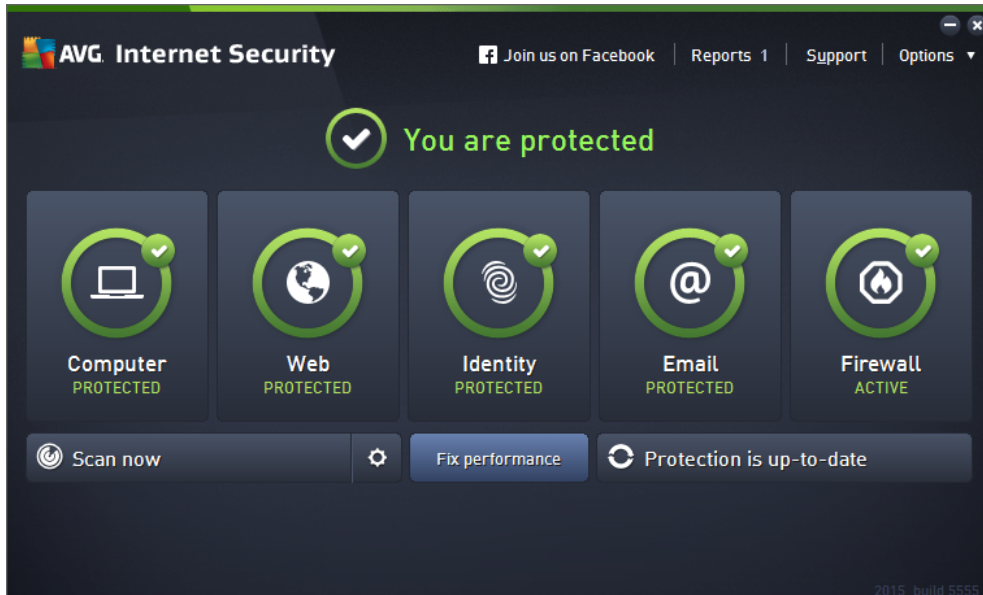 AVG. Internet Security
Join us on Facebook
Reports 1
Support
Options
You are protected
Computer
PROTECTED
Web
PROTECTED
Identity
PROTECTED
@
Email
PROTECTED
Firewall
ACTIVE
Scan now
Fix performance
Protection is up-to-date
2015 build 5555